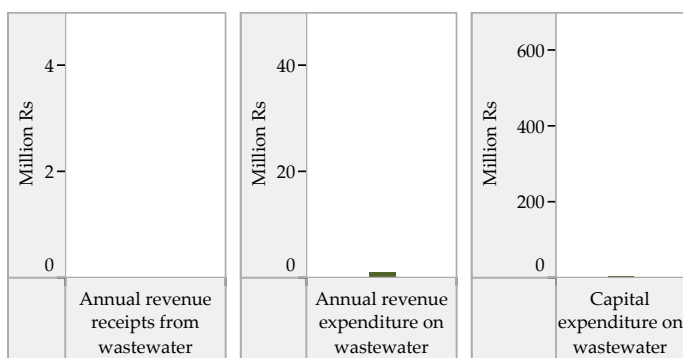 Million Rs
4
2
0
Annual revenue
receipts from
wastewater
Million Rs
40
20
0
Annual revenue
expenditure on
wastewater
Million Rs
600
400
200
0
Capital
expenditure on
wastewater